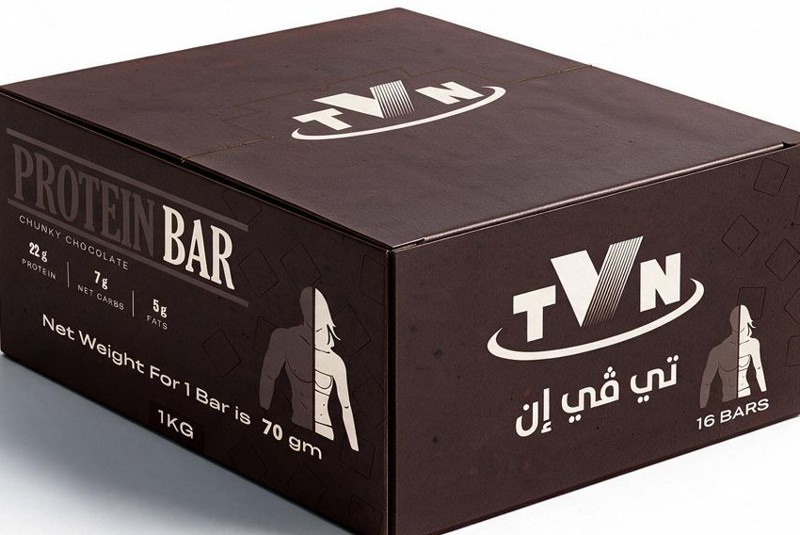 TVN
PROTEIN BAR
CHUNKY CHOCOLATE
22g PROTEIN
7g NET CARBS
5g FATS
Net Weight For 1 Bar is 70 gm
1KG
TVN
تي ڤي إن
16 BARS